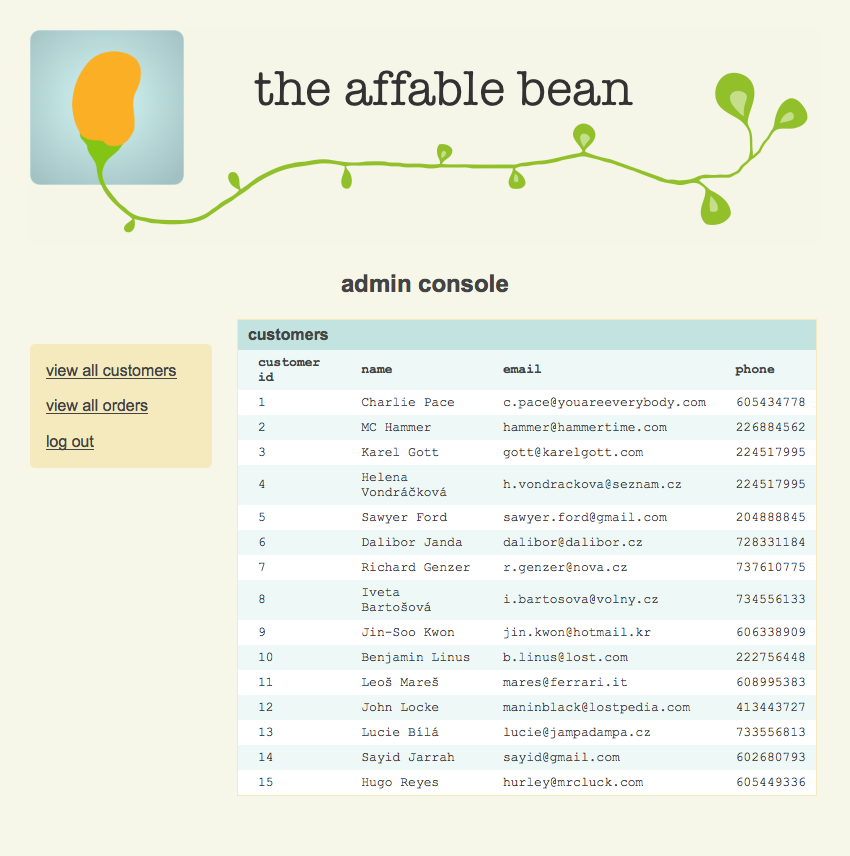 the affable bean
admin console
view all customers
view all orders
log out
customers
customer id name email phone
1 Charlie Pace c.pace@youareeverybody.com 605434778
2 MC Hammer hammer@hammertime.com 226884562
3 Karel Gott gott@karelgott.com 224517995
4 Helena Vondráčková h.vondrackova@seznam.cz 224517995
5 Sawyer Ford sawyer.ford@gmail.com 204888845
6 Dalibor Janda dalibor@dalibor.cz 728331184
7 Richard Genzer r.genzer@nova.cz 737610775
8 Iveta Bartošová i.bartosova@volny.cz 734556133
9 Jin-Soo Kwon jin.kwon@hotmail.kr 606338909
10 Benjamin Linus b.linus@lost.com 222756448
11 Leoš Mareš mares@ferrari.it 608995383
12 John Locke maninblack@lostpedia.com 413443727
13 Lucie Bílá lucie@jampadampa.cz 733556813
14 Sayid Jarrah sayid@gmail.com 602680793
15 Hugo Reyes hurley@mrcluck.com 605449336